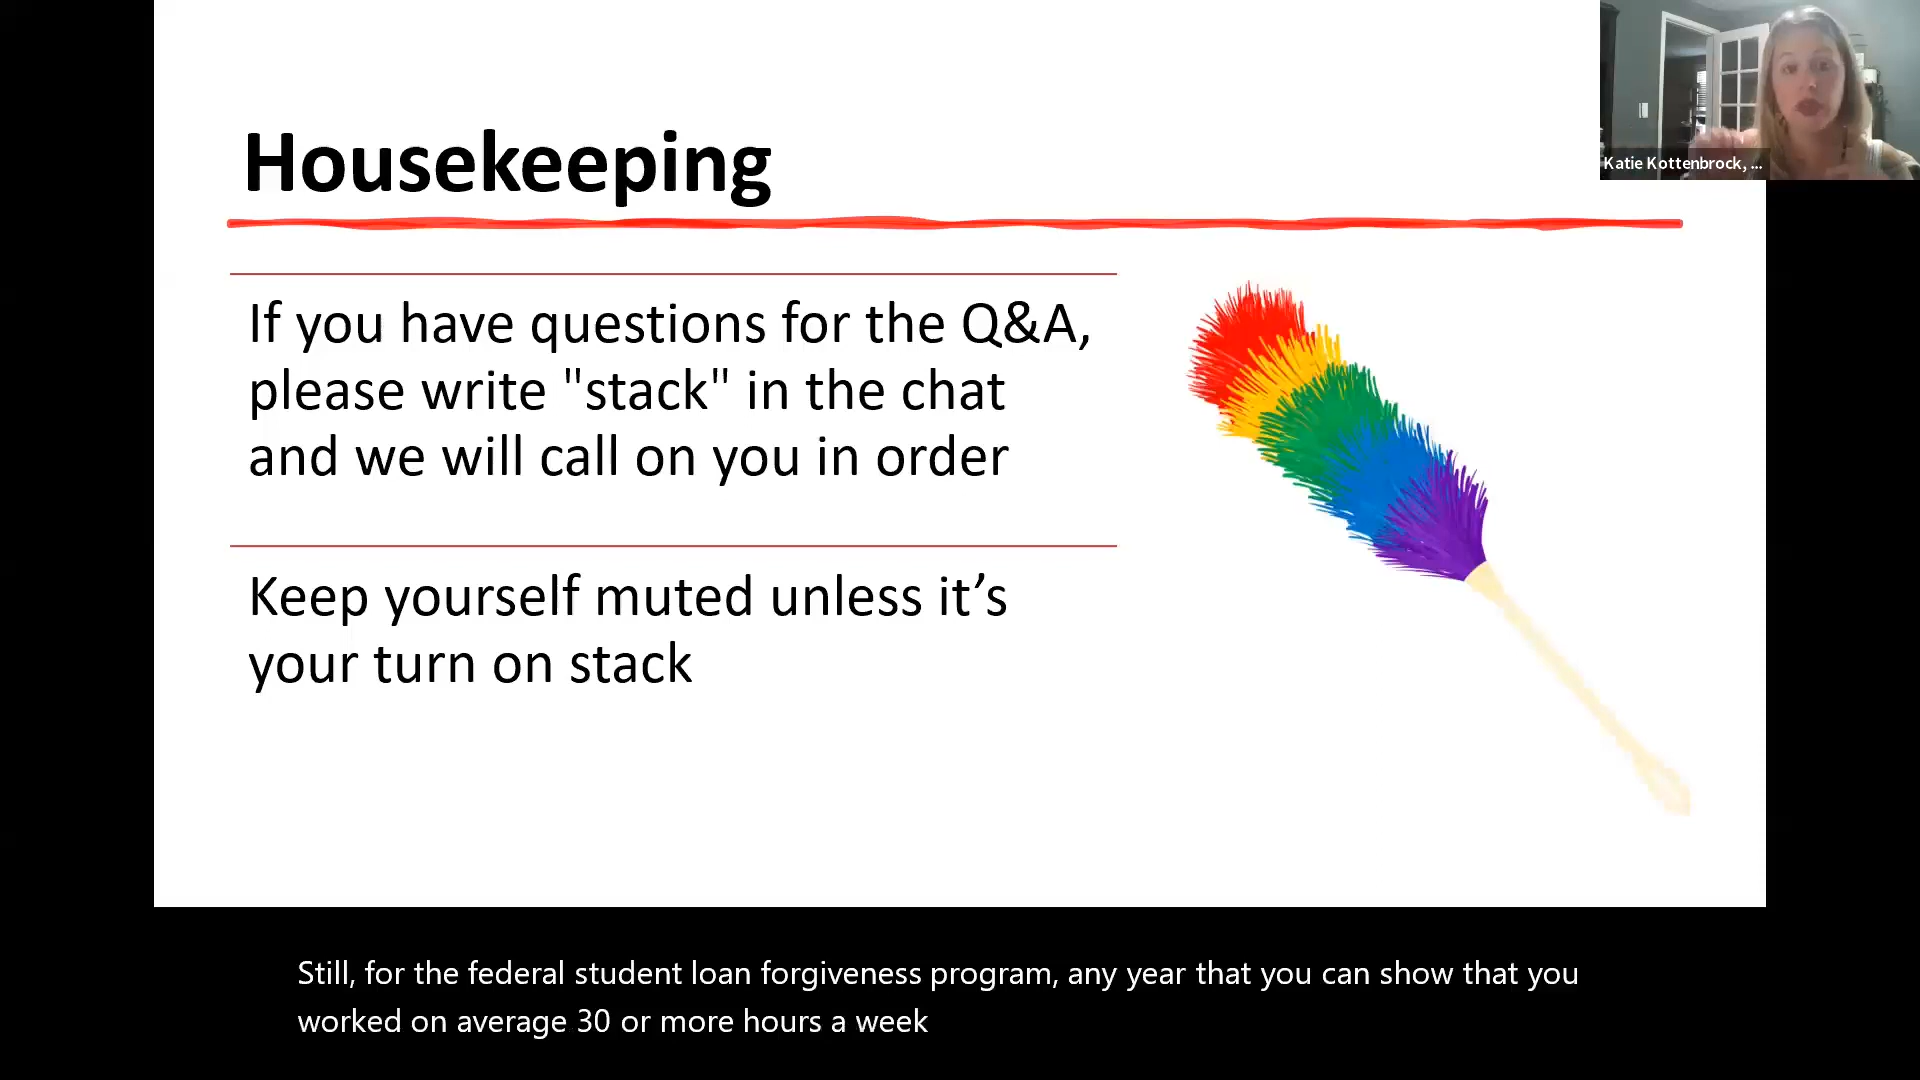 Housekeeping
Katie Kottenbrock, ...
If you have questions for the Q&A,
please write "stack" in the chat
and we will call on you in order
Keep yourself muted unless it’s
your turn on stack
Still, for the federal student loan forgiveness program, any year that you can show that you
worked on average 30 or more hours a week